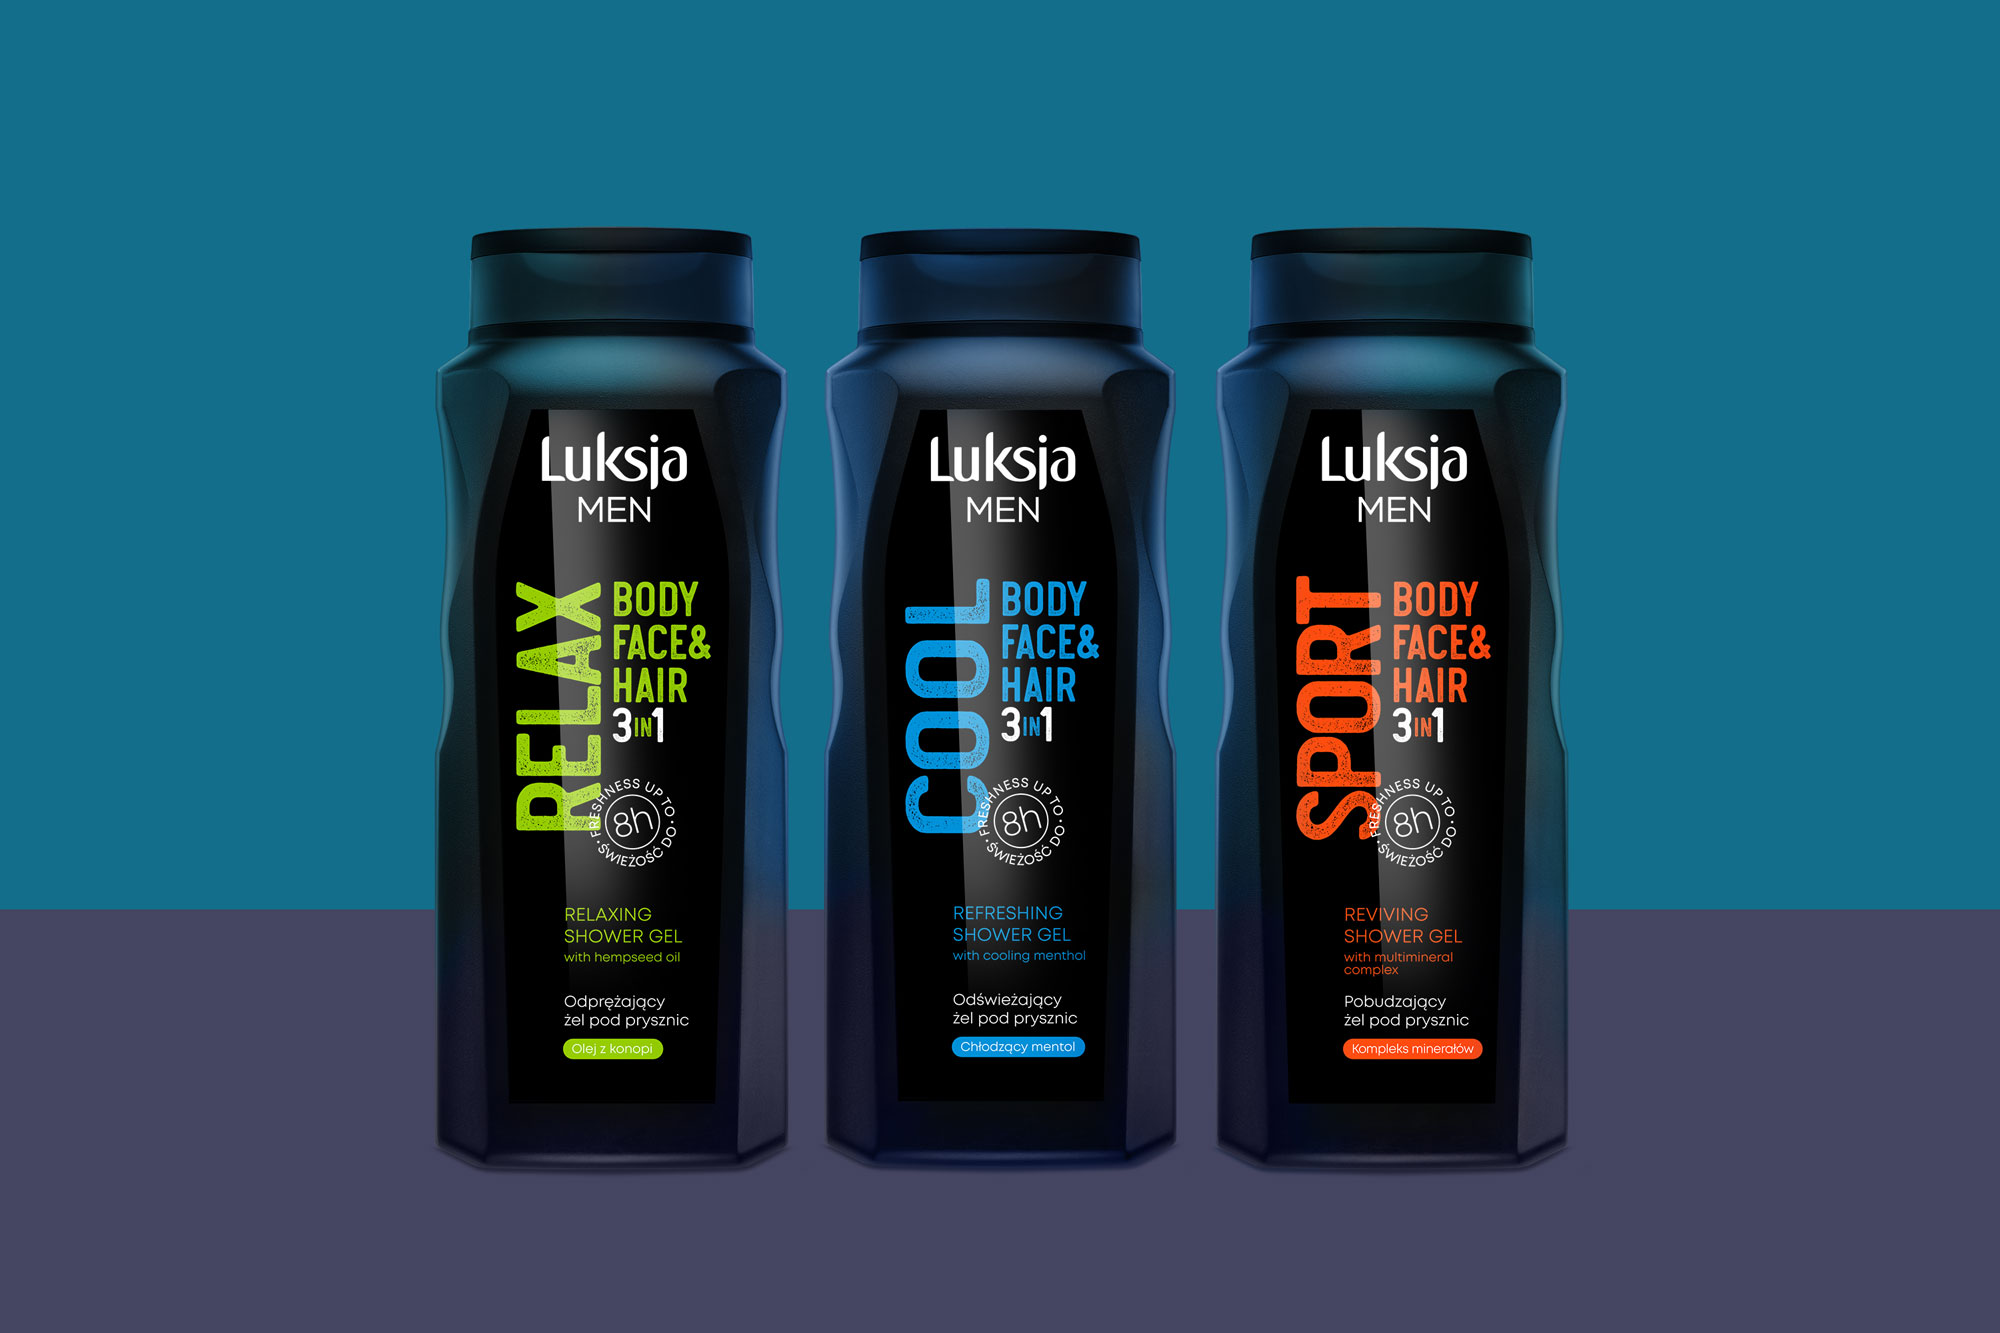 Luksja
MEN
RELAX
BODY
FACE&
HAIR
3IN1
FRESHNESS UP TO
8h
• ŚWIEŻOŚĆ DO •
RELAXING
SHOWER GEL
with hempseed oil
Odprężający
żel pod prysznic
Olej z konopi
Luksja
MEN
COOL
BODY
FACE&
HAIR
3IN1
FRESHNESS UP TO
8h
• ŚWIEŻOŚĆ DO •
REFRESHING
SHOWER GEL
with cooling menthol
Odświeżający
żel pod prysznic
Chłodzący mentol
Luksja
MEN
SPORT
BODY
FACE&
HAIR
3IN1
FRESHNESS UP TO
8h
• ŚWIEŻOŚĆ DO •
REVIVING
SHOWER GEL
with multimineral
complex
Pobudzający
żel pod prysznic
Kompleks minerałów